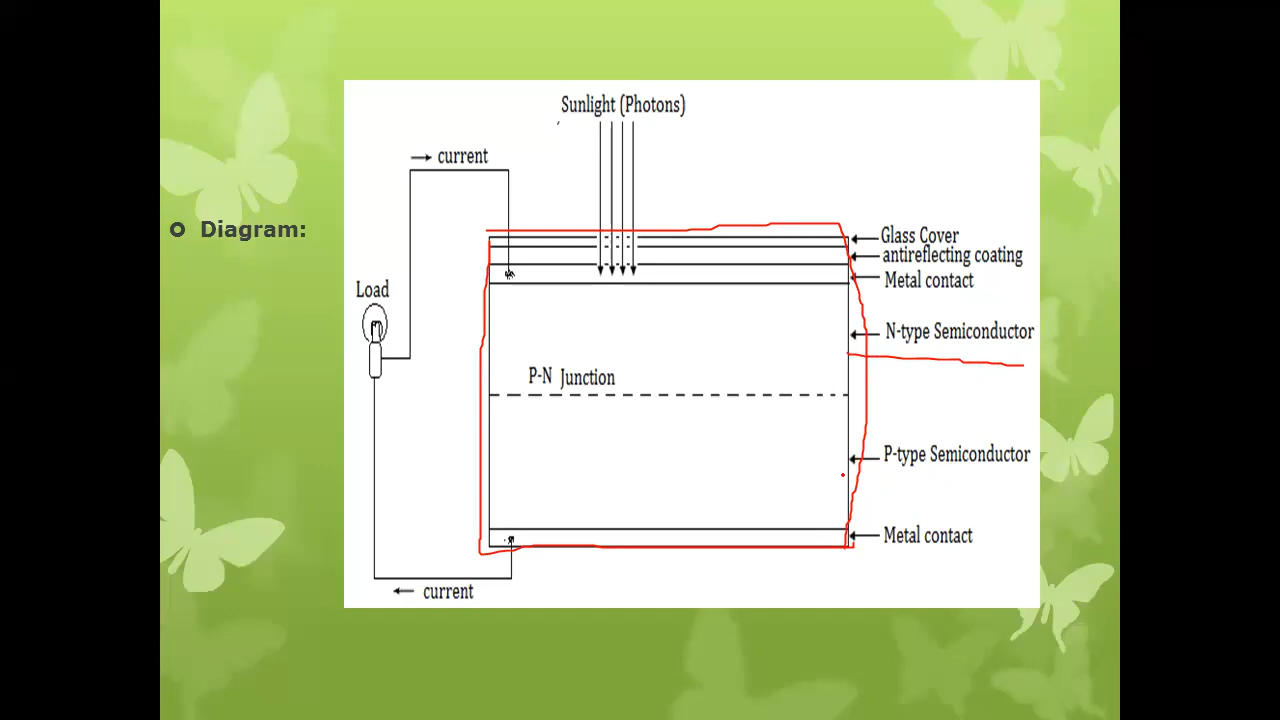 Diagram:
Sunlight (Photons)
current
Glass Cover
antireflecting coating
Metal contact
Load
N-type Semiconductor
P-N Junction
P-type Semiconductor
Metal contact
current